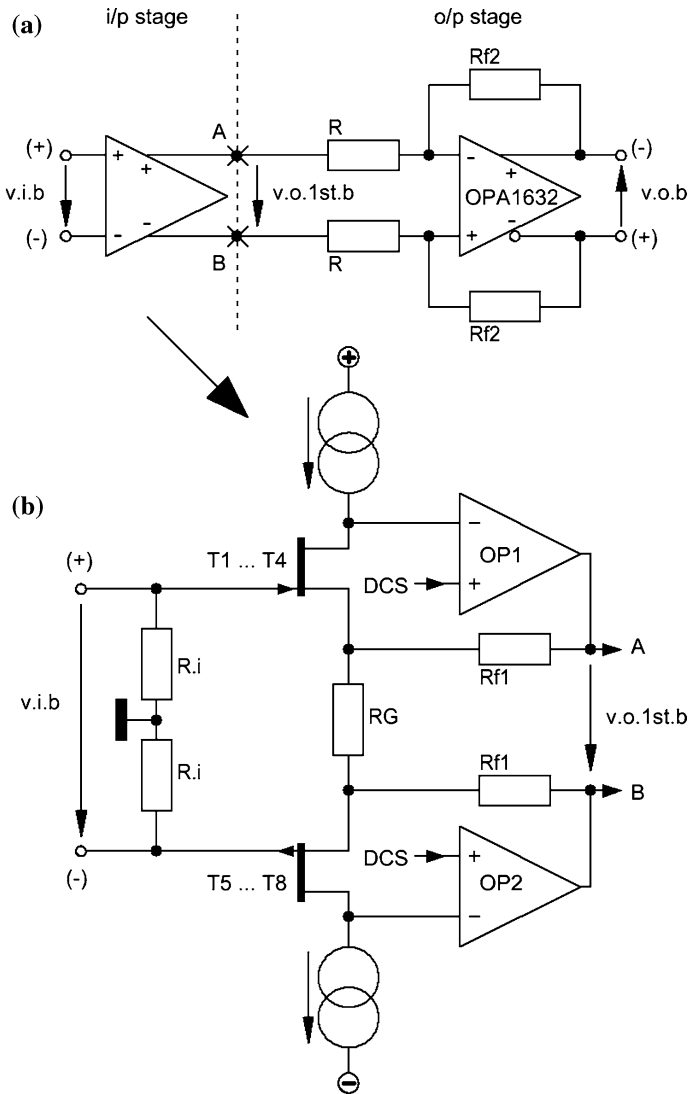 (a)
i/p stage
o/p stage
Rf2
A
R
(+)
+
+
-
+
(-)
v.i.b
v.o.1st.b
OPA1632
v.o.b
(-)
-
-
B
R
+
-
(+)
Rf2
+
(b)
(+)
T1 ... T4
−
OP1
DCS
+
R.i
A
Rf1
v.i.b
RG
v.o.1st.b
R.i
Rf1
B
DCS
+
OP2
(-)
T5 ... T8
−
−